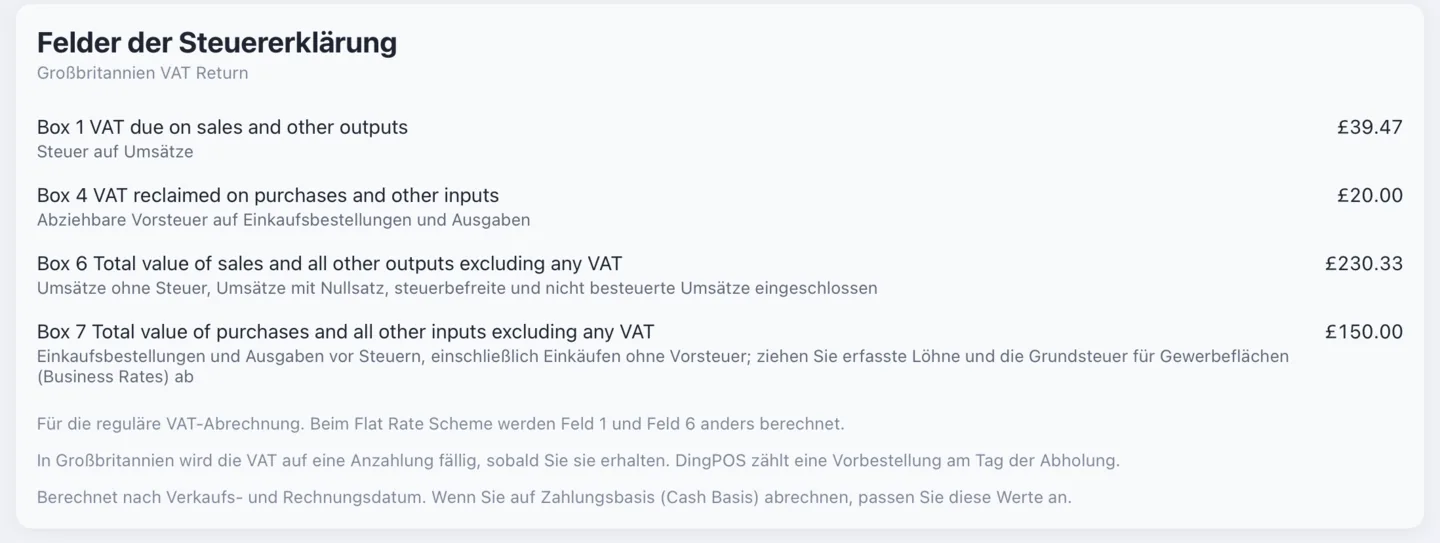 Felder der Steuererklärung
Großbritannien VAT Return
Box 1 VAT due on sales and other outputs £39.47
Steuer auf Umsätze
Box 4 VAT reclaimed on purchases and other inputs £20.00
Abziehbare Vorsteuer auf Einkaufsbestellungen und Ausgaben
Box 6 Total value of sales and all other outputs excluding any VAT £230.33
Umsätze ohne Steuer, Umsätze mit Nullsatz, steuerbefreite und nicht besteuerte Umsätze eingeschlossen
Box 7 Total value of purchases and all other inputs excluding any VAT £150.00
Einkaufsbestellungen und Ausgaben vor Steuern, einschließlich Einkäufen ohne Vorsteuer; ziehen Sie erfasste Löhne und die Grundsteuer für Gewerbeflächen
(Business Rates) ab
Für die reguläre VAT-Abrechnung. Beim Flat Rate Scheme werden Feld 1 und Feld 6 anders berechnet.
In Großbritannien wird die VAT auf eine Anzahlung fällig, sobald Sie sie erhalten. DingPOS zählt eine Vorbestellung am Tag der Abholung.
Berechnet nach Verkaufs- und Rechnungsdatum. Wenn Sie auf Zahlungsbasis (Cash Basis) abrechnen, passen Sie diese Werte an.